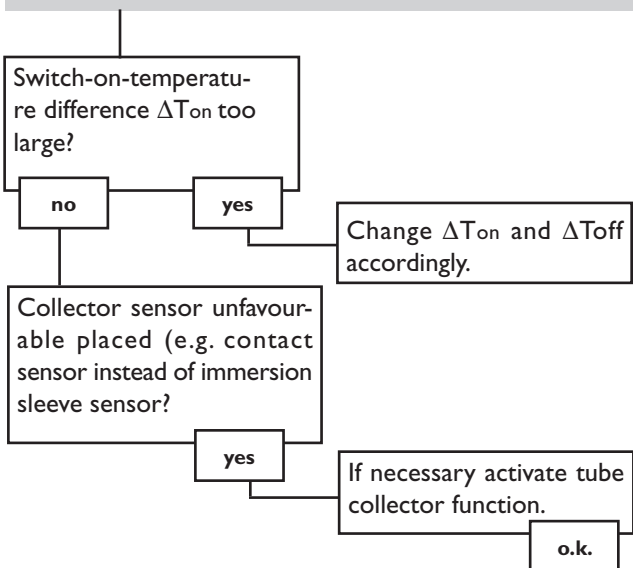 Switch-on-temperatu-
re difference ΔTon too
large?
no
yes
Change ΔTon and ΔToff
accordingly.
Collector sensor unfavour-
able placed (e.g. contact
sensor instead of immersion
sleeve sensor?
yes
If necessary activate tube
collector function.
o.k.